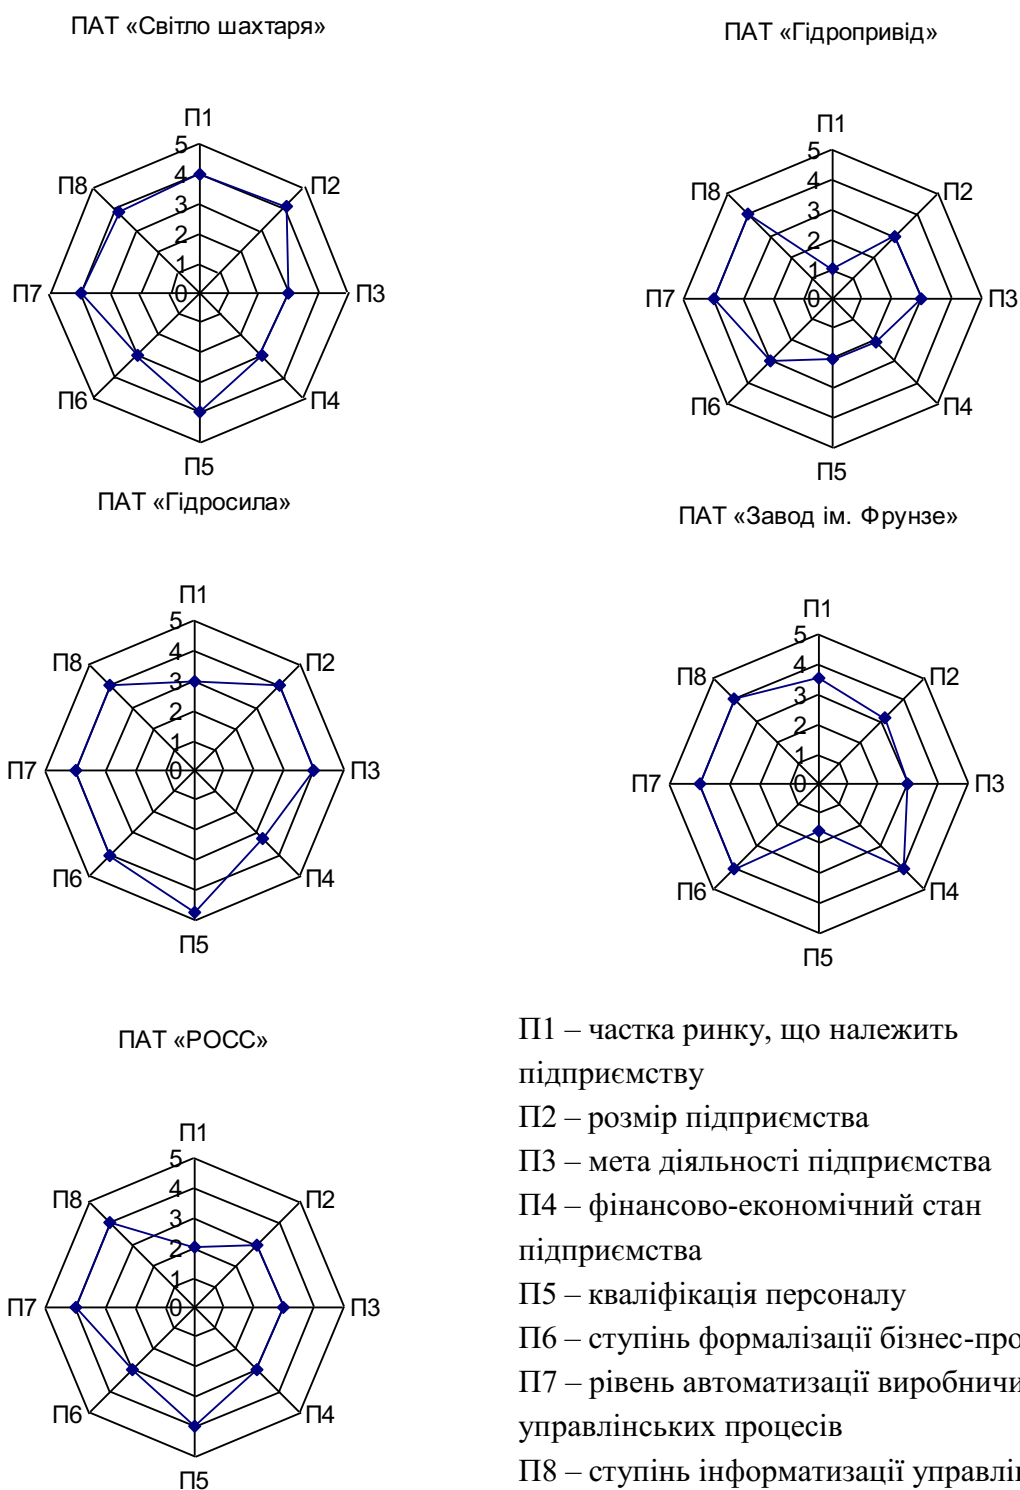 ПАТ «Світло шахтаря»
П1
5
4
3
2
1
0
П2
П3
П4
П5
П6
П7
П8
ПАТ «Гідропривід»
П1
5
4
3
2
1
0
П2
П3
П4
П5
П6
П7
П8
ПАТ «Гідросила»
П1
5
4
3
2
1
0
П2
П3
П4
П5
П6
П7
П8
ПАТ «Завод ім. Фрунзе»
П1
5
4
3
2
1
0
П2
П3
П4
П5
П6
П7
П8
ПАТ «РОСС»
П1
5
4
3
2
1
0
П2
П3
П4
П5
П6
П7
П8
П1 – частка ринку, що належить
підприємству
П2 – розмір підприємства
П3 – мета діяльності підприємства
П4 – фінансово-економічний стан
підприємства
П5 – кваліфікація персоналу
П6 – ступінь формалізації бізнес-про
П7 – рівень автоматизації виробничи
управлінських процесів
П8 – ступінь інформатизації управлін